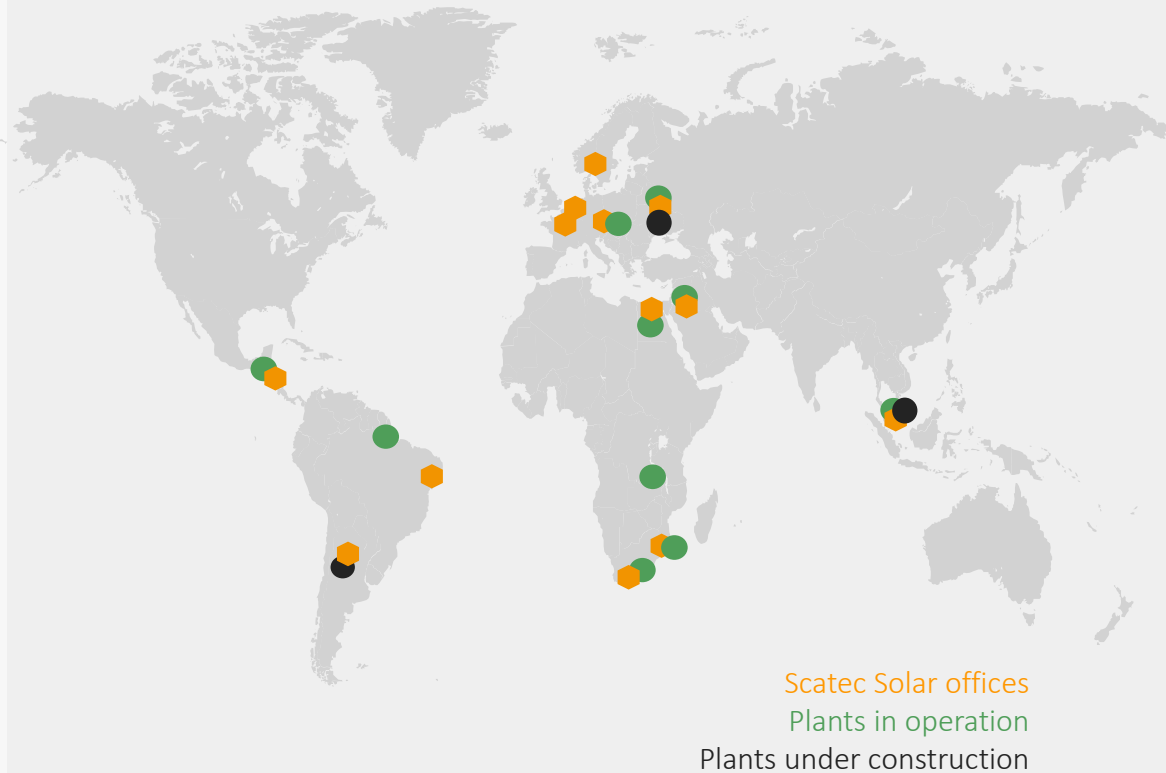 Scatec Solar offices
Plants in operation
Plants under construction